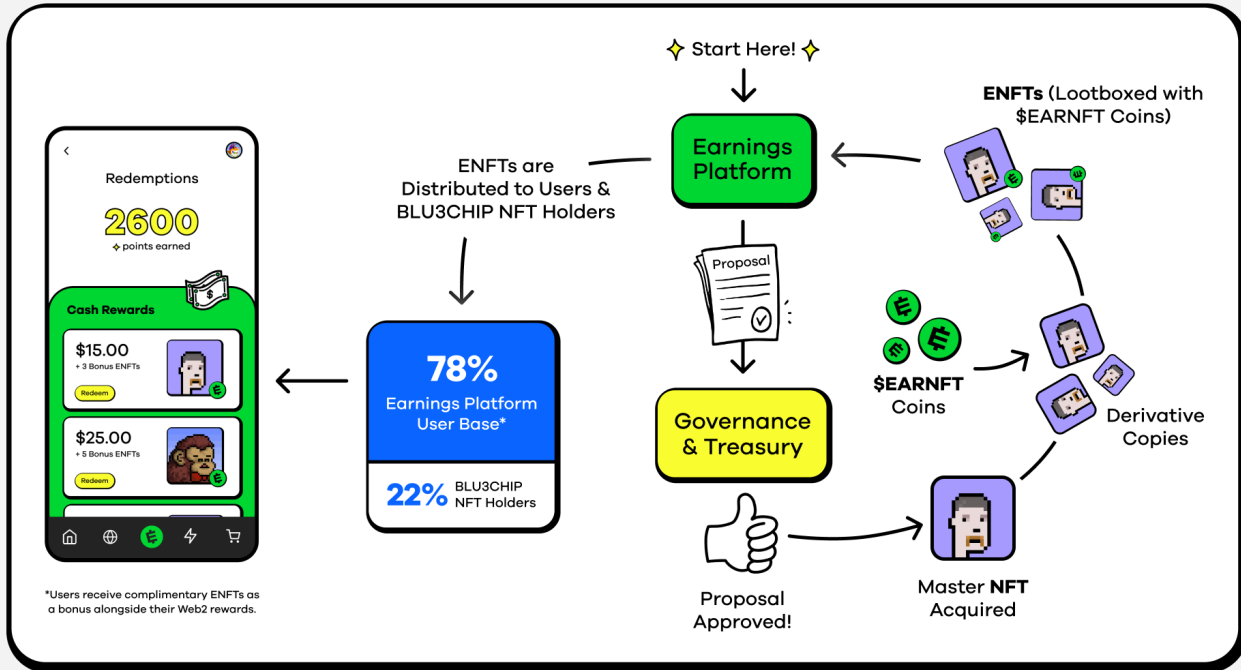 Start Here!
Earnings
Platform
ENFTs (Lootboxed with
$EARNFT Coins)
ENFTs are
Distributed to Users &
BLU3CHIP NFT Holders
Proposal
Redemptions
2600
points earned
Cash Rewards
$
$15.00
+ 3 Bonus ENFTs
Redeem
$25.00
+ 5 Bonus ENFTs
Redeem
78%
Earnings Platform
User Base*
22% BLU3CHIP
NFT Holders
Governance
& Treasury
$EARNFT
Coins
Derivative
Copies
Proposal
Approved!
Master NFT
Acquired
*Users receive complimentary ENFTs as
a bonus alongside their Web2 rewards.